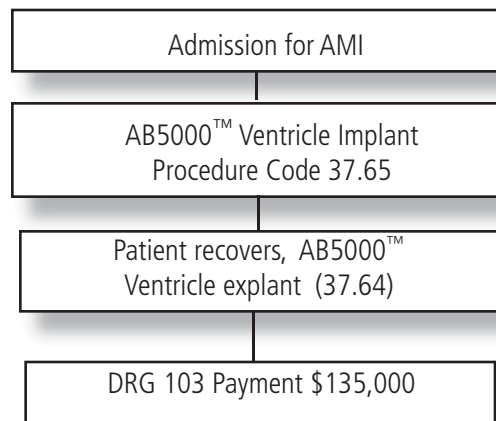 Admission for AMI
AB5000™ Ventricle Implant
Procedure Code 37.65
Patient recovers, AB5000™
Ventricle explant (37.64)
DRG 103 Payment $135,000